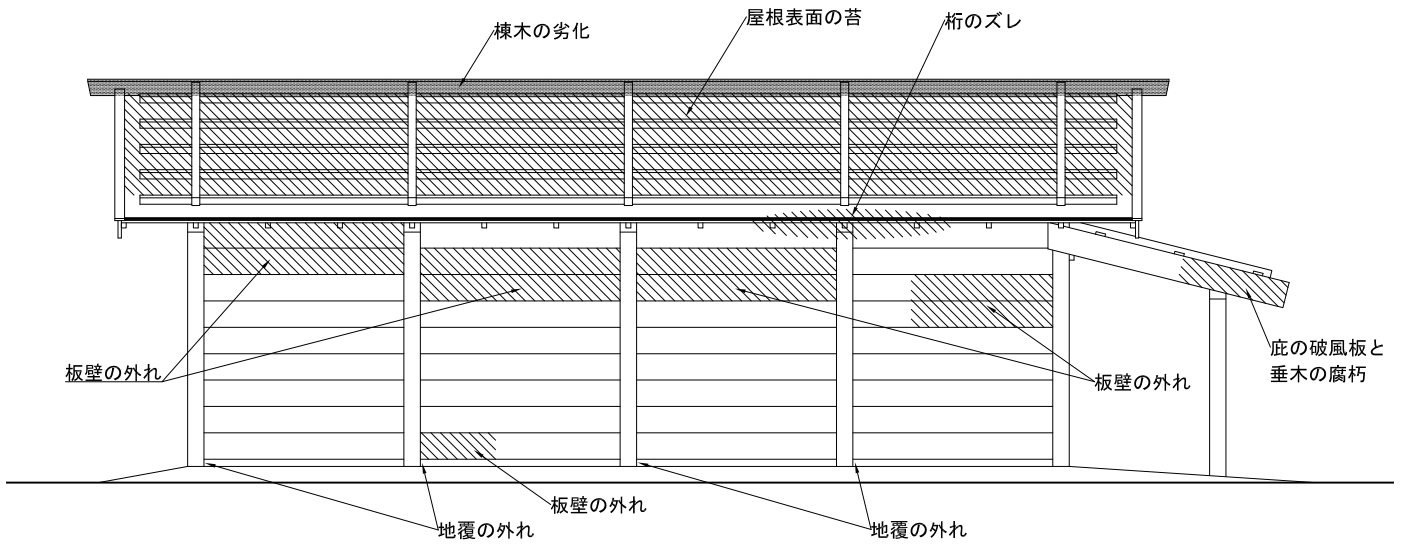 棟木の劣化
屋根表面の苔
桁のズレ
板壁の外れ
板壁の外れ
庇の破風板と
垂木の腐朽
板壁の外れ
地覆の外れ
地覆の外れ